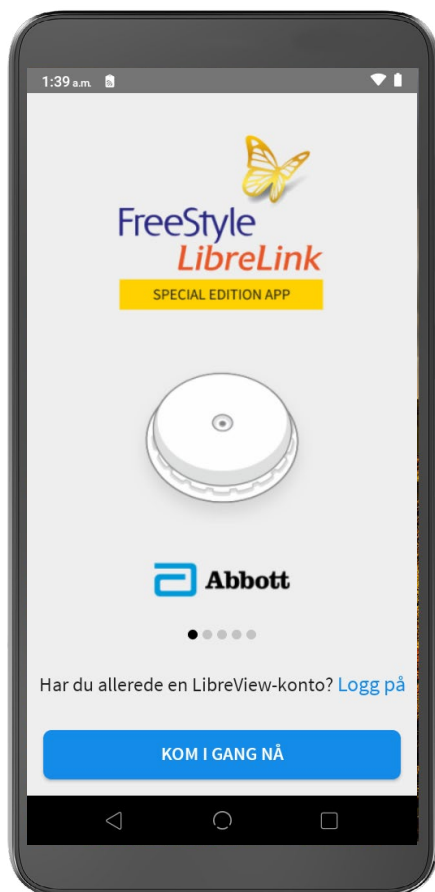 1:39 a.m.
FreeStyle
LibreLink
SPECIAL EDITION APP
Abbott
Har du allerede en LibreView-konto? Logg på
KOM I GANG NÅ